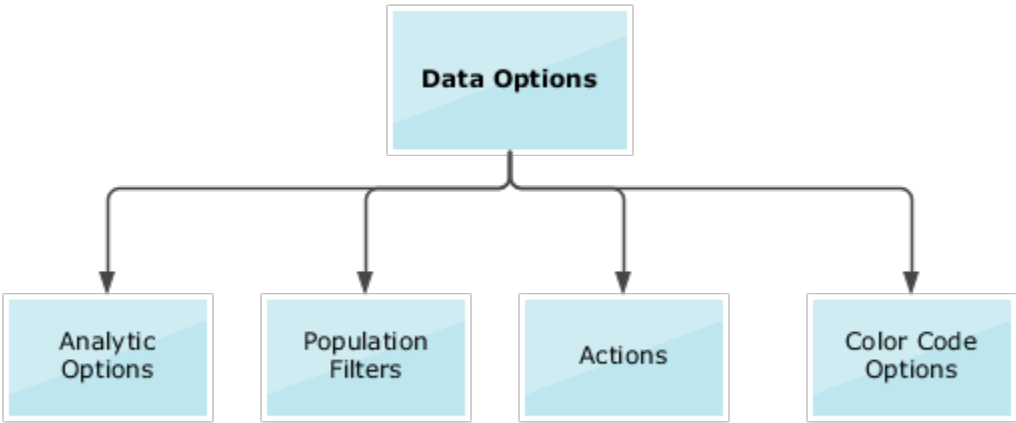 Data Options
Analytic
Options
Population
Filters
Actions
Color Code
Options